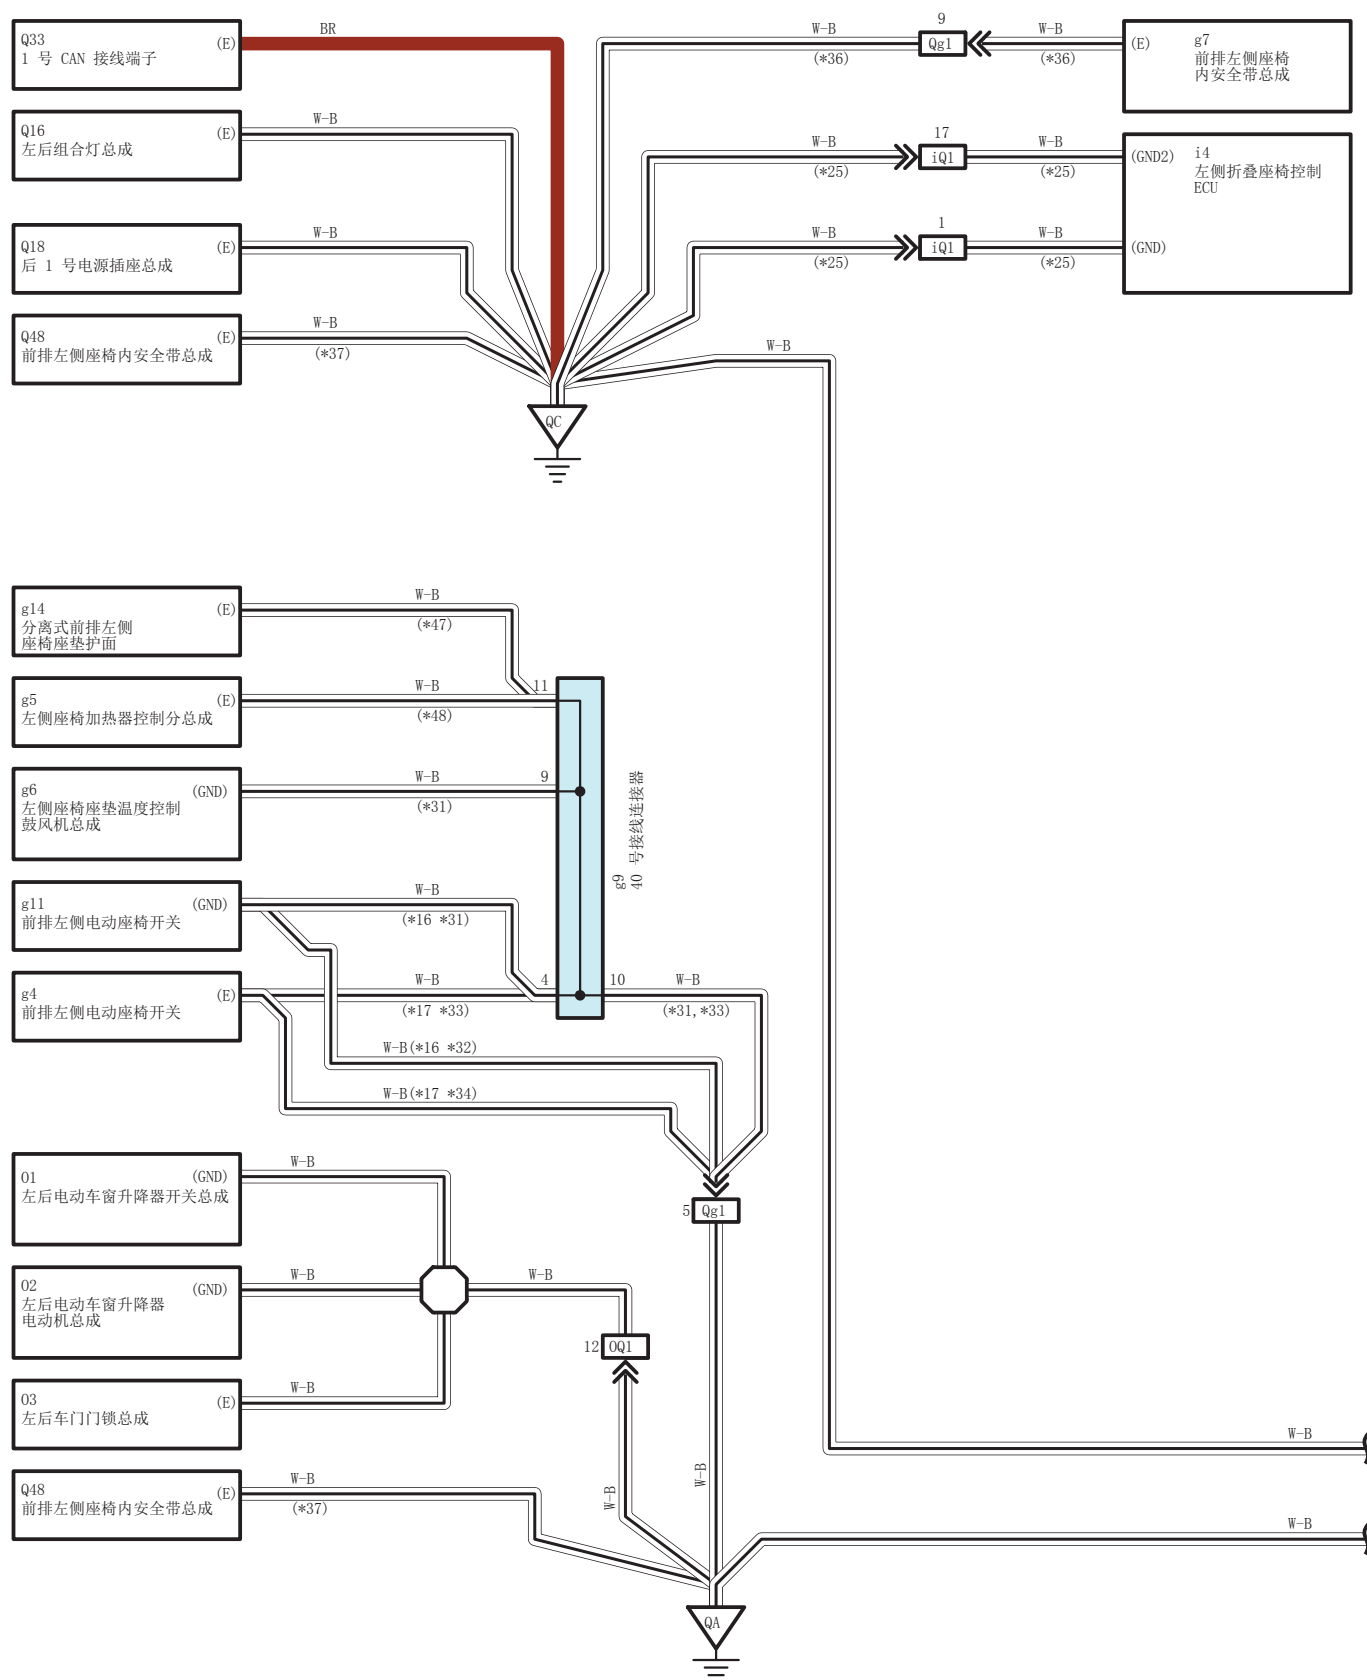 Q33
(E)
1 号 CAN 接线端子
BR
Q16
(E)
左后组合灯总成
W-B
Q18
(E)
后 1 号电源插座总成
W-B
Q48
(E)
前排左侧座椅内安全带总成
W-B
(*37)
W-B
(*36)
9
Qg1
W-B
(*36)
(E)
g7
前排左侧座椅
内安全带总成
W-B
(*25)
17
iQ1
W-B
(*25)
(GND2)
i4
左侧折叠座椅控制
ECU
W-B
(*25)
1
iQ1
W-B
(*25)
(GND)
W-B
QC
g14
(E)
分离式前排左侧
座椅座垫护面
W-B
(*47)
g5
(E)
左侧座椅加热器控制分总成
W-B
(*48)
11
g6
(GND)
左侧座椅座垫温度控制
鼓风机总成
W-B
(*31)
9
g9
40 号接线连接器
g11
(GND)
前排左侧电动座椅开关
W-B
(*16 *31)
g4
(E)
前排左侧电动座椅开关
W-B
(*17 *33)
4
10
W-B
(*31,*33)
W-B(*16 *32)
W-B(*17 *34)
5
Qg1
O1
(GND)
左后电动车窗升降器开关总成
W-B
O2
(GND)
左后电动车窗升降器
电动机总成
W-B
W-B
12
OQ1
O3
(E)
左后车门门锁总成
W-B
Q48
(E)
前排左侧座椅内安全带总成
W-B
(*37)
W-B
W-B
W-B
W-B
QA